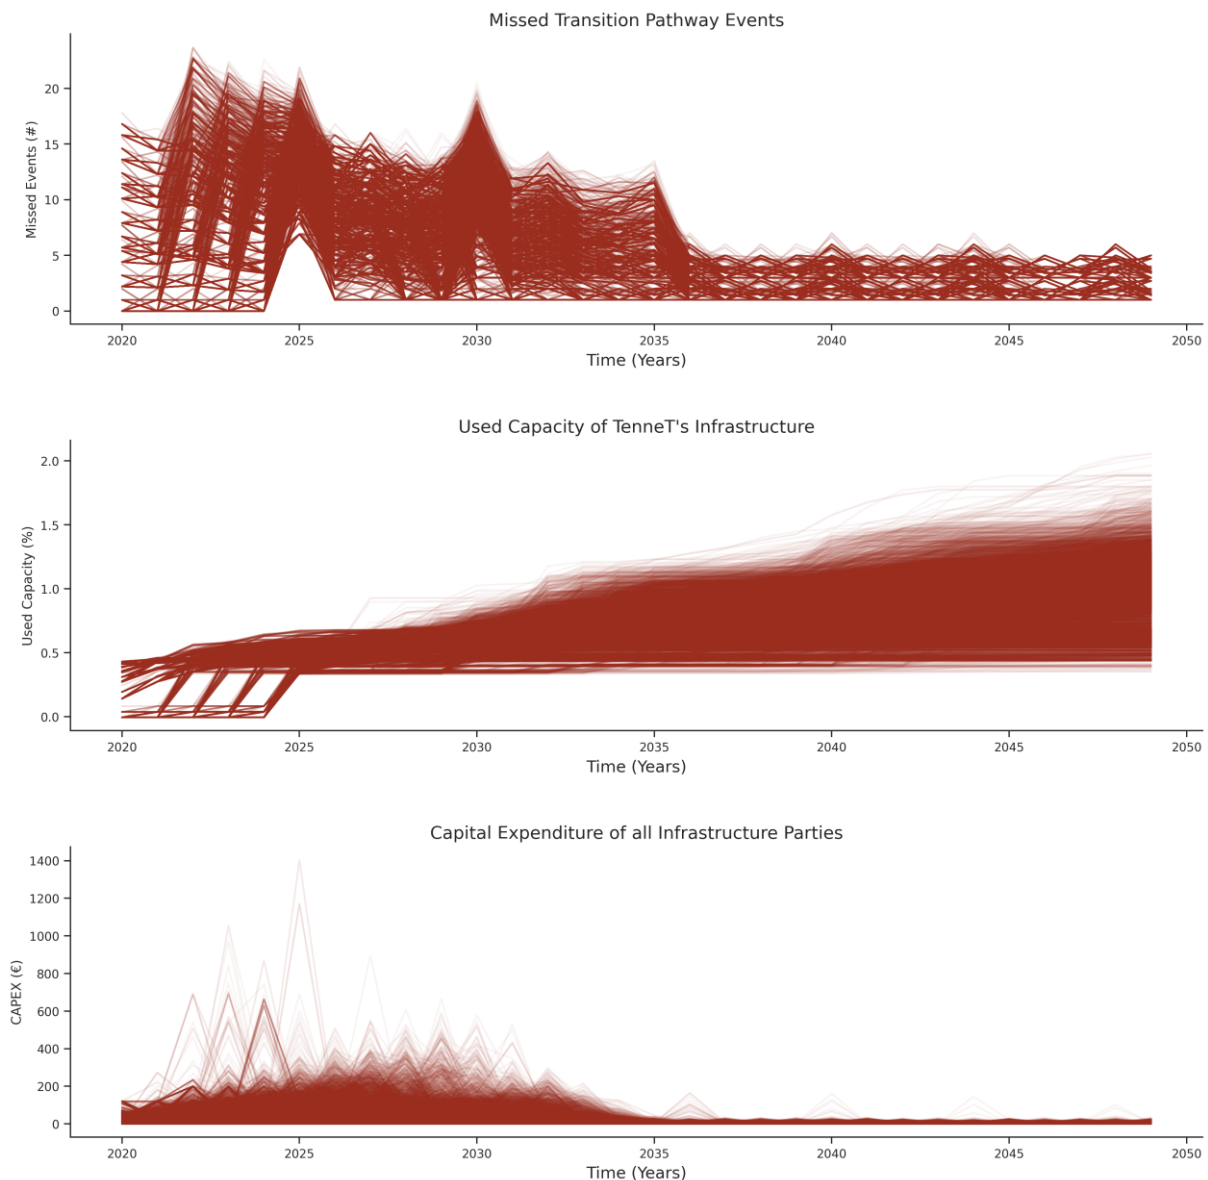 Missed Transition Pathway Events
Missed Events (#)
20
15
10
5
0
2020 2025 2030 2035 2040 2045 2050
Time (Years)
Used Capacity of TenneT's Infrastructure
Used Capacity (%)
2.0
1.5
1.0
0.5
0.0
2020 2025 2030 2035 2040 2045 2050
Time (Years)
Capital Expenditure of all Infrastructure Parties
CAPEX (€)
1400
1200
1000
800
600
400
200
0
2020 2025 2030 2035 2040 2045 2050
Time (Years)